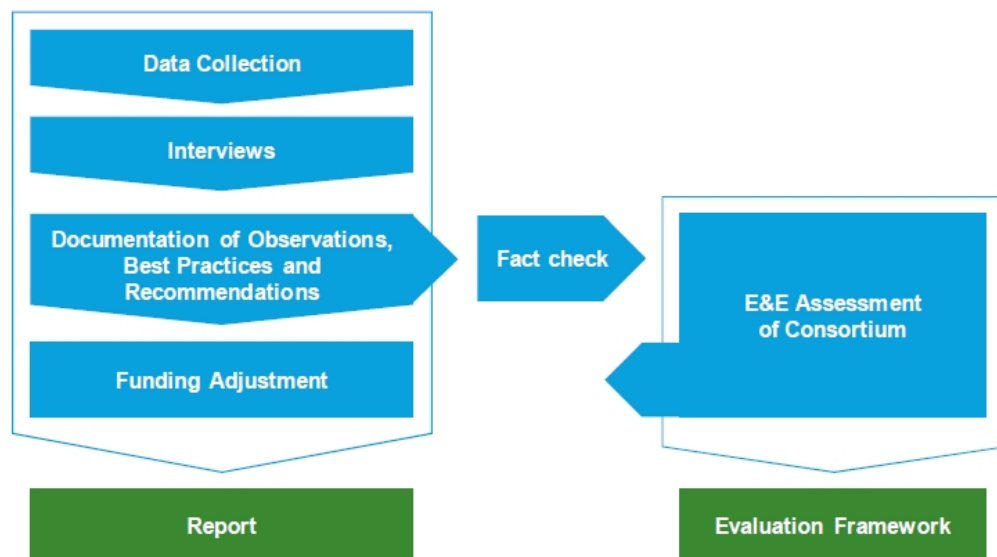 Data Collection
Interviews
Documentation of Observations,
Best Practices and
Recommendations
Fact check
E&E Assessment
of Consortium
Funding Adjustment
Report
Evaluation Framework